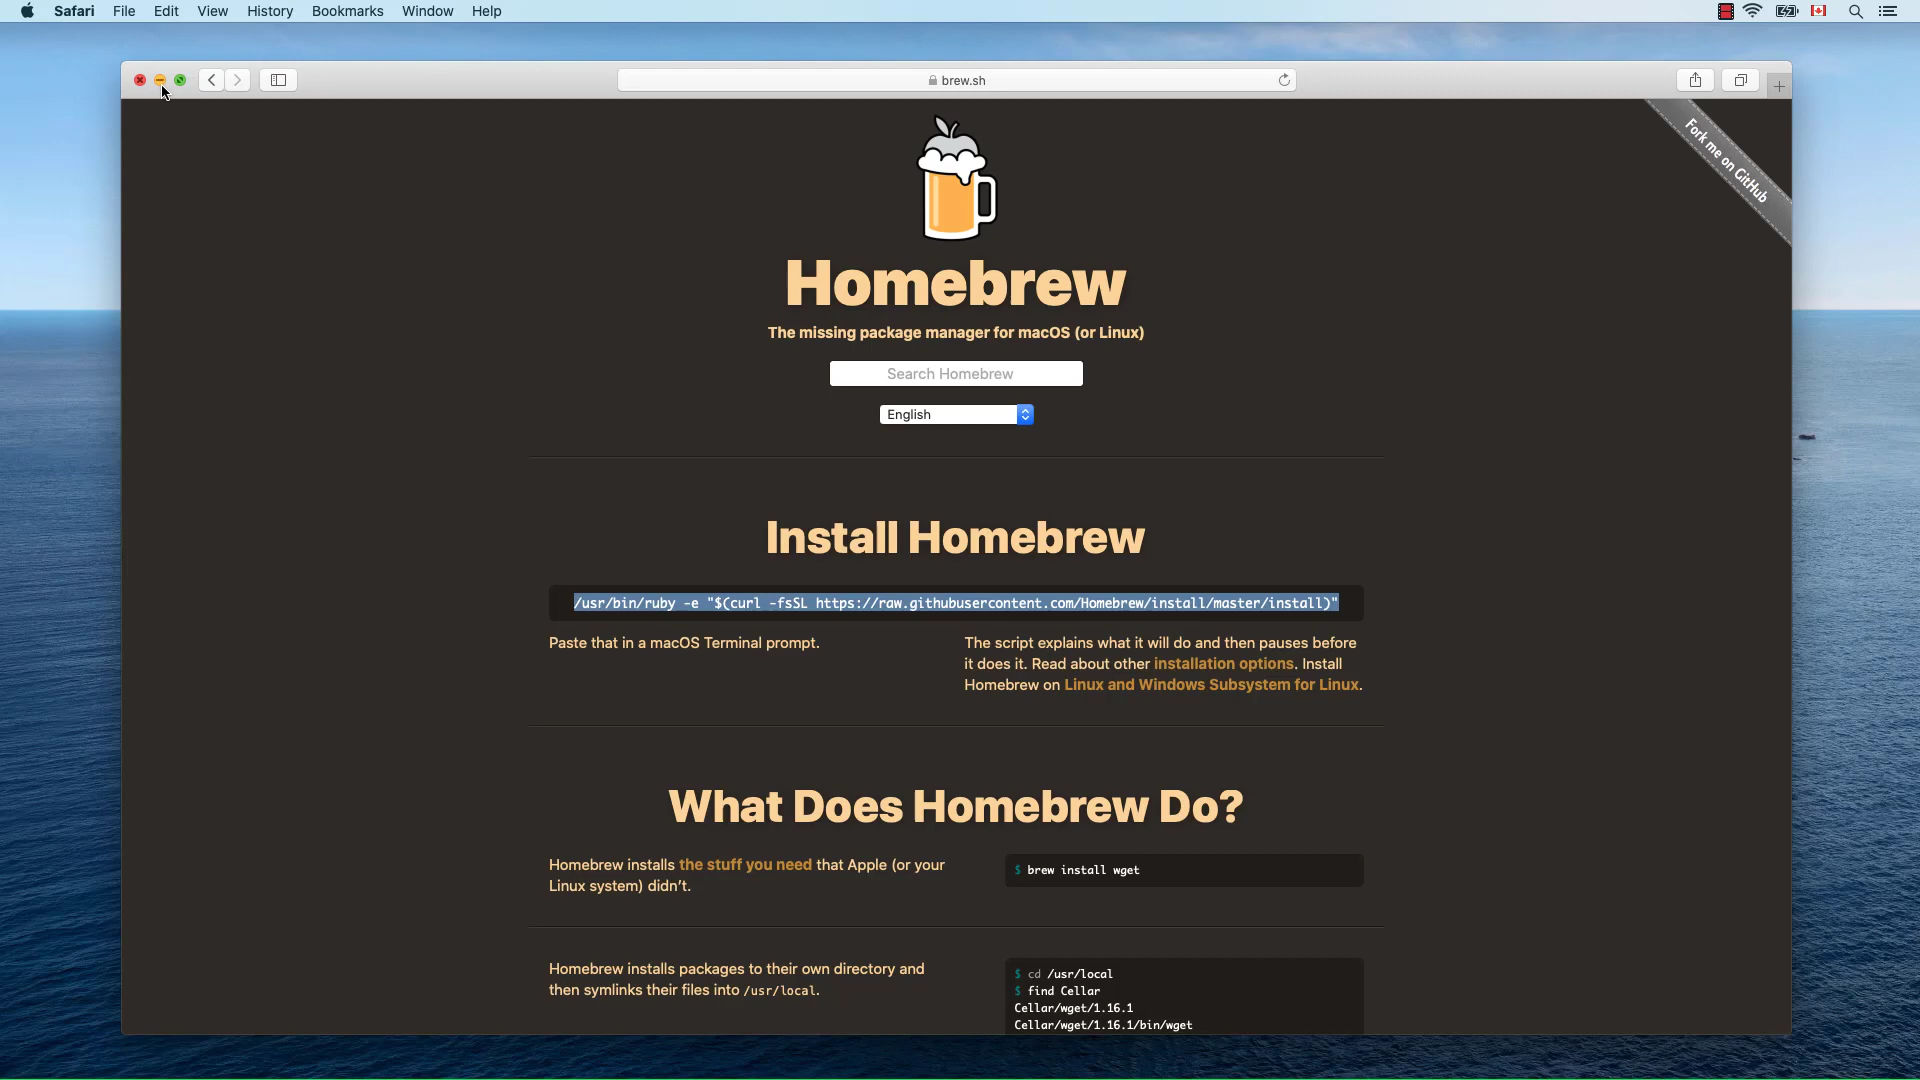 Safari File Edit View History Bookmarks Window Help
brew.sh
Fork me on GitHub
Homebrew
The missing package manager for macOS (or Linux)
Search Homebrew
English
Install Homebrew
/usr/bin/ruby -e "$(curl -fsSL https://raw.githubusercontent.com/Homebrew/install/master/install)"
Paste that in a macOS Terminal prompt.
The script explains what it will do and then pauses before
it does it. Read about other installation options. Install
Homebrew on Linux and Windows Subsystem for Linux.
What Does Homebrew Do?
Homebrew installs the stuff you need that Apple (or your
Linux system) didn’t.
$ brew install wget
Homebrew installs packages to their own directory and
then symlinks their files into /usr/local.
$ cd /usr/local
$ find Cellar
Cellar/wget/1.16.1
Cellar/wget/1.16.1/bin/wget